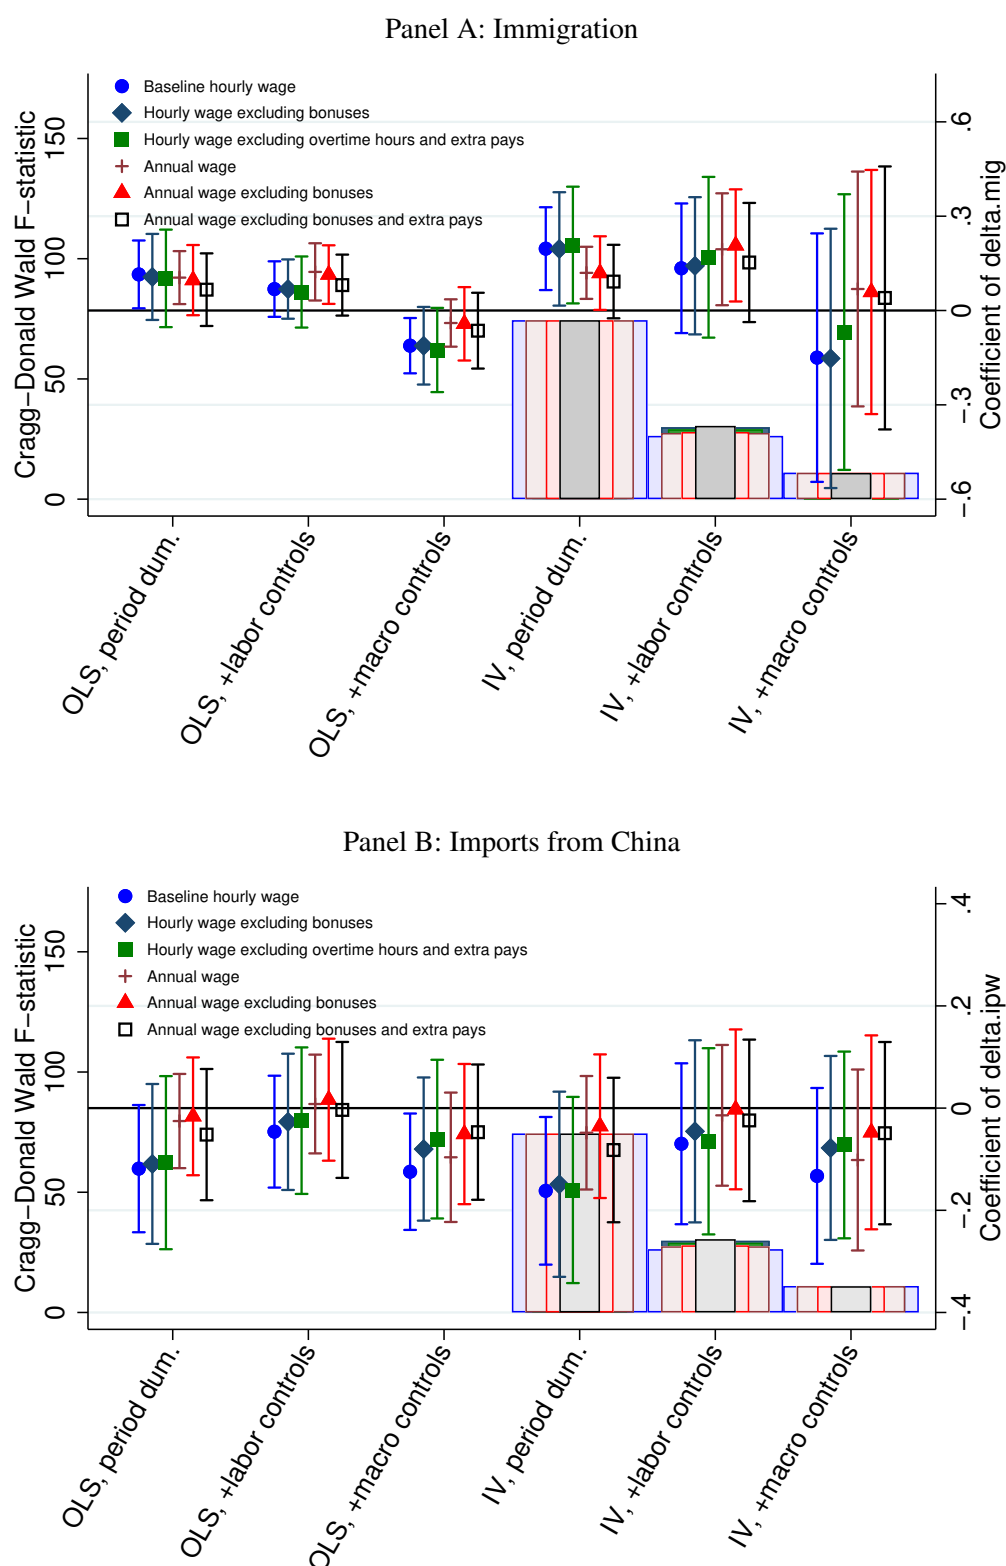 Panel A: Immigration
Baseline hourly wage
Hourly wage excluding bonuses
Hourly wage excluding overtime hours and extra pays
Annual wage
Annual wage excluding bonuses
Annual wage excluding bonuses and extra pays
Cragg−Donald Wald F−statistic
0
50
100
150
Coefficient of delta.mig
−.6
−.3
0
.3
.6
OLS, period dum.
OLS, +labor controls
OLS, +macro controls
IV, period dum.
IV, +labor controls
IV, +macro controls
Panel B: Imports from China
Baseline hourly wage
Hourly wage excluding bonuses
Hourly wage excluding overtime hours and extra pays
Annual wage
Annual wage excluding bonuses
Annual wage excluding bonuses and extra pays
Cragg−Donald Wald F−statistic
0
50
100
150
Coefficient of delta.ipw
−.4
−.2
0
.2
.4
OLS, period dum.
OLS, +labor controls
OLS, +macro controls
IV, period dum.
IV, +labor controls
IV, +macro controls